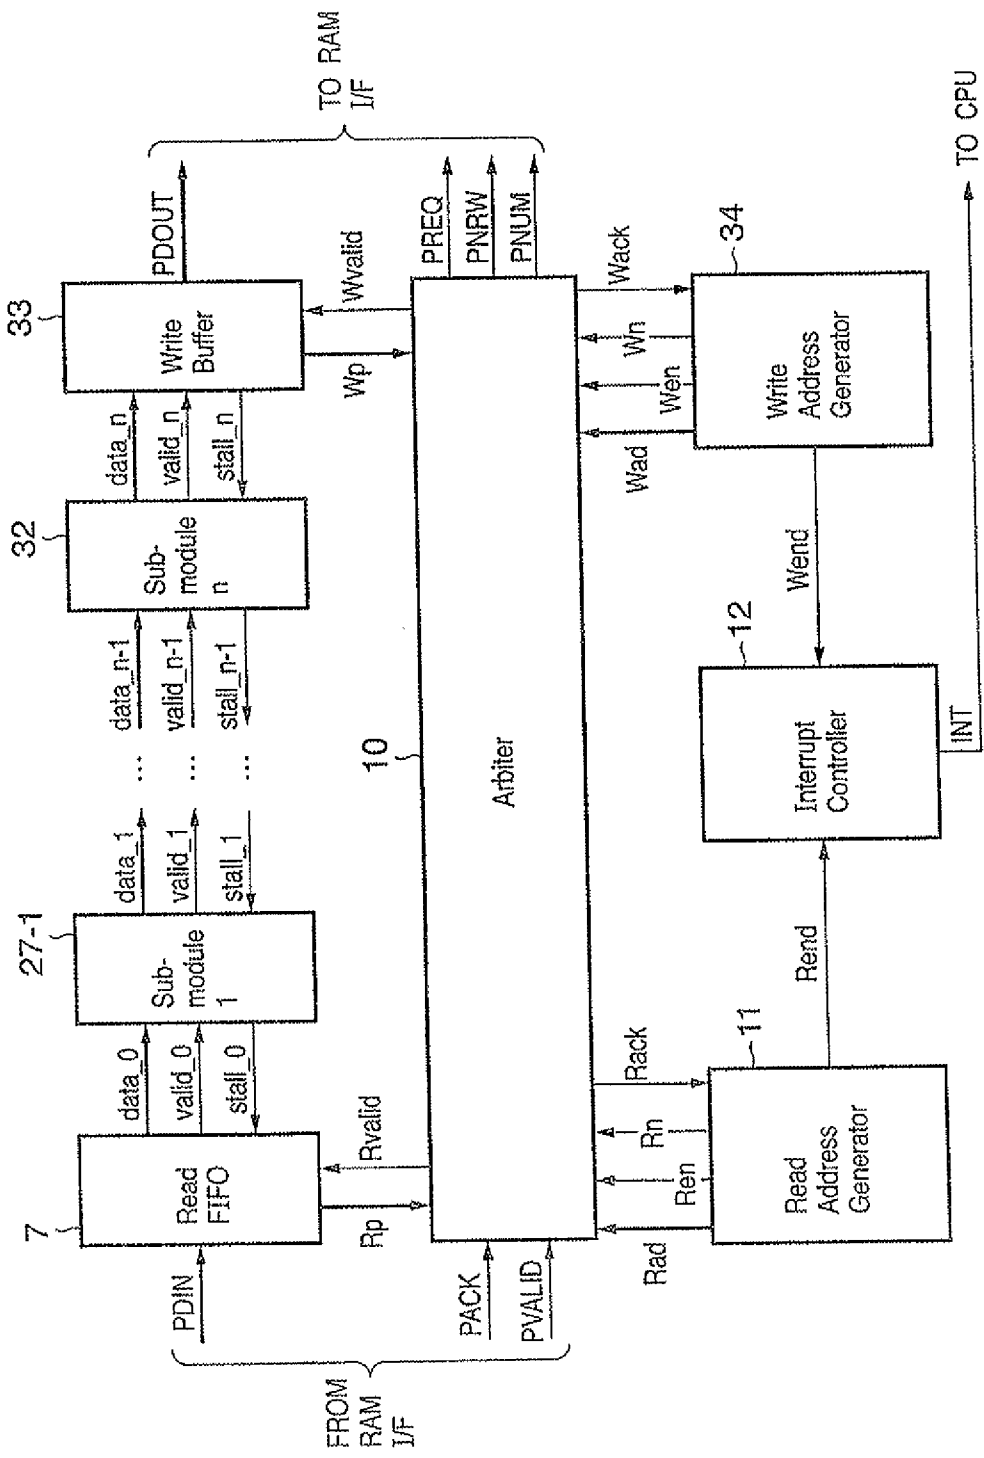 FROM
RAM
I/F
TO RAM
I/F
PDIN
7
Read
FIFO
data_0
valid_0
stall_0
27-1
Sub-
module
1
data_1
valid_1
stall_1
...
...
...
data_n-1
valid_n-1
stall_n-1
32
Sub-
module
n
data_n
valid_n
stall_n
33
Write
Buffer
PDOUT
Rp
Rvalid
Wp
Wvalid
PACK
PVALID
10
Arbiter
PREQ
PNRW
PNUM
Rad
Ren
Rn
Rack
Wad
Wen
Wn
Wack
11
Read
Address
Generator
Rend
12
Interrupt
Controller
Wend
34
Write
Address
Generator
INT
TO CPU